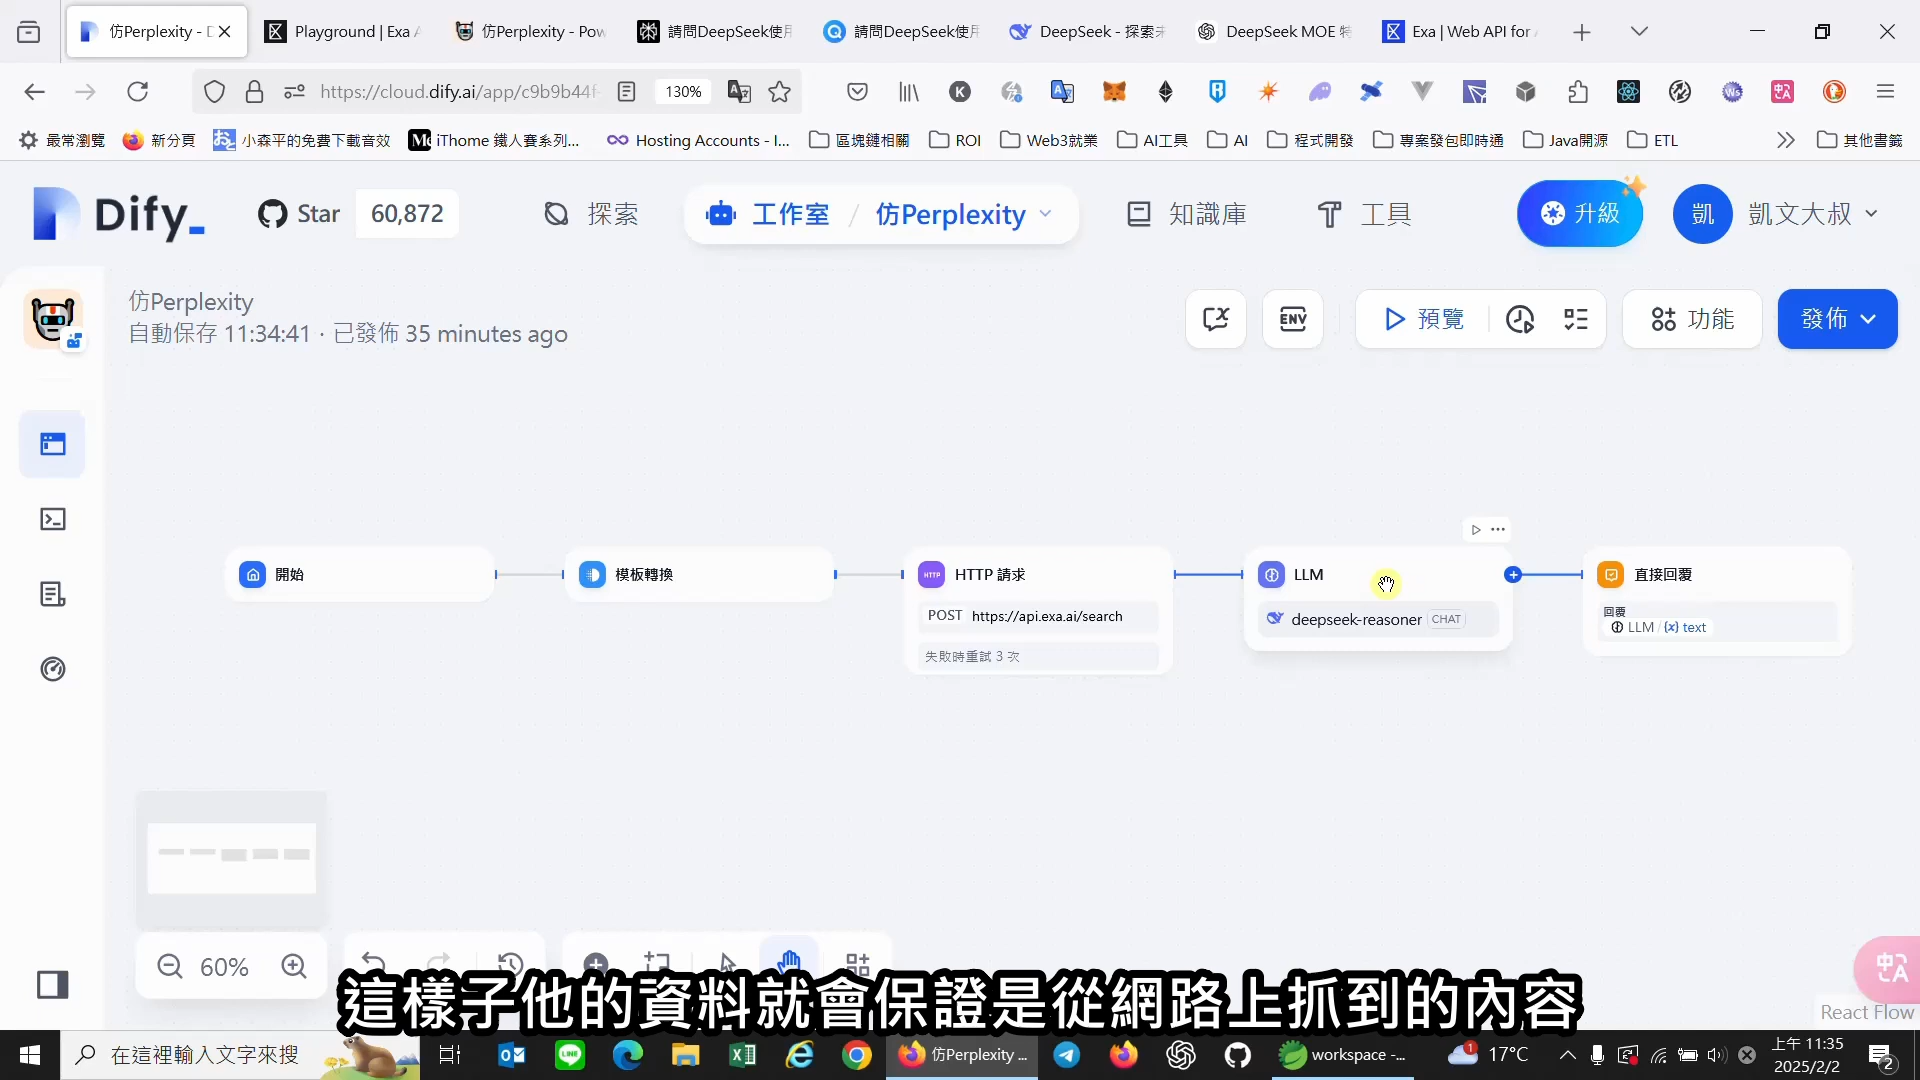 仿Perplexity - D
Playground | Exa A
仿Perplexity - Pow
請問DeepSeek使用
請問DeepSeek使用
DeepSeek - 探索未
DeepSeek MOE 特
Exa | Web API for A
https://cloud.dify.ai/app/c9b9b44f-
130%
最常瀏覽
新分頁
小森平的免費下載音效
iThome 鐵人賽系列...
Hosting Accounts - I...
區塊鏈相關
ROI
Web3就業
AI工具
AI
程式開發
專案發包即時通
Java開源
ETL
其他書籤
Dify_
Star
60,872
探索
工作室 / 仿Perplexity
知識庫
工具
升級
凱
凱文大叔
仿Perplexity
自動保存 11:34:41 · 已發佈 35 minutes ago
ENV
預覽
功能
發佈
開始
模板轉換
HTTP
HTTP 請求
POST https://api.exa.ai/search
失敗時重試 3 次
LLM
deepseek-reasoner CHAT
直接回覆
回覆
LLM / {x} text
60%
React Flow
這樣子他的資料就會保證是從網路上抓到的內容
在這裡輸入文字來搜
仿Perplexity ...
workspace -...
1
17°C
上午 11:35
2025/2/2
2